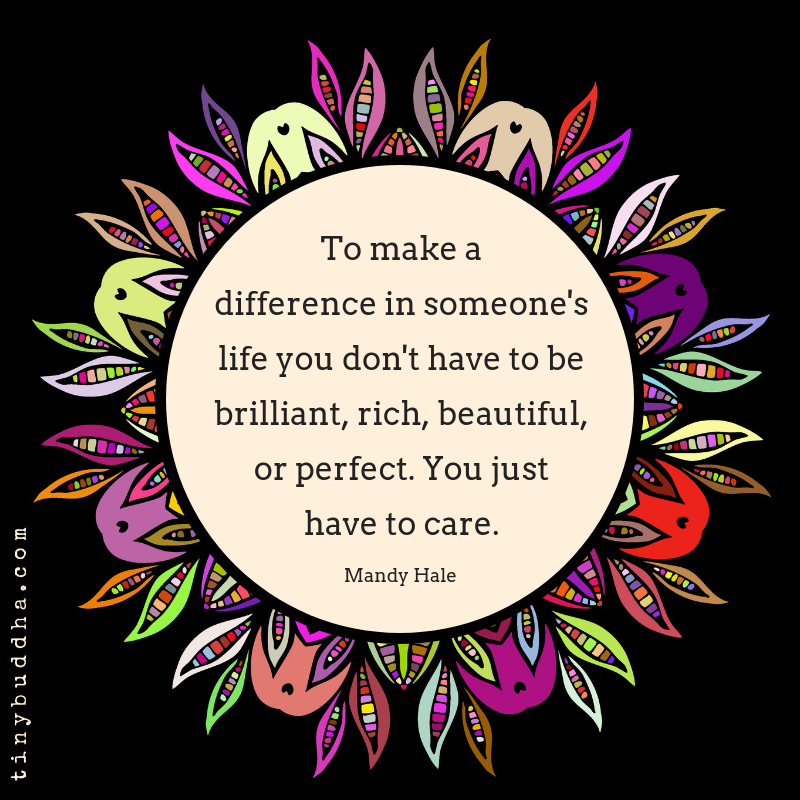 To make a
difference in someone's
life you don't have to be
brilliant, rich, beautiful,
or perfect. You just
have to care.
Mandy Hale
tinybuddha.com